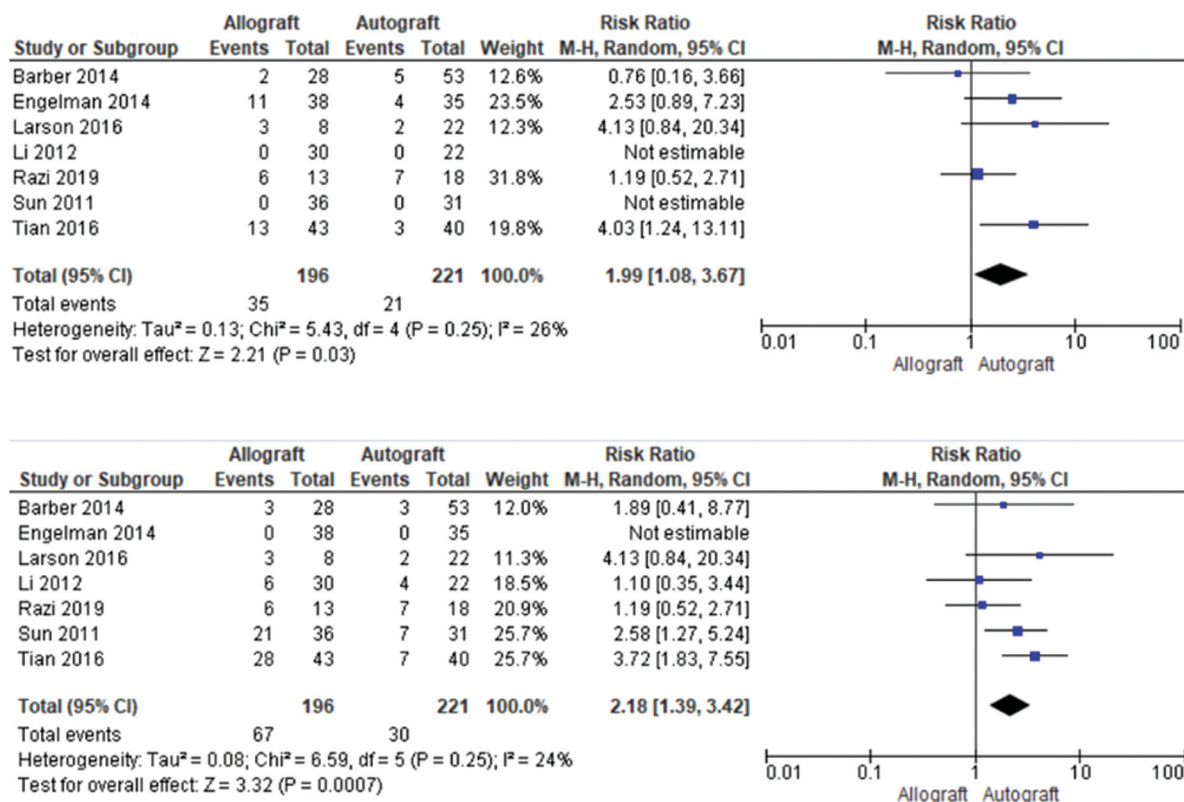 Allograft Autograft Risk Ratio Risk Ratio
Study or Subgroup Events Total Events Total Weight M-H, Random, 95% CI M-H, Random, 95% CI
Barber 2014 2 28 5 53 12.6% 0.76 [0.16, 3.66]
Engelman 2014 11 38 4 35 23.5% 2.53 [0.89, 7.23]
Larson 2016 3 8 2 22 12.3% 4.13 [0.84, 20.34]
Li 2012 0 30 0 22 Not estimable
Razi 2019 6 13 7 18 31.8% 1.19 [0.52, 2.71]
Sun 2011 0 36 0 31 Not estimable
Tian 2016 13 43 3 40 19.8% 4.03 [1.24, 13.11]
Total (95% CI) 196 221 100.0% 1.99 [1.08, 3.67]
Total events 35 21
Heterogeneity: Tau² = 0.13; Chi² = 5.43, df = 4 (P = 0.25); I² = 26%
Test for overall effect: Z = 2.21 (P = 0.03)
0.01 0.1 1 10 100
Allograft Autograft
Allograft Autograft Risk Ratio Risk Ratio
Study or Subgroup Events Total Events Total Weight M-H, Random, 95% CI M-H, Random, 95% CI
Barber 2014 3 28 3 53 12.0% 1.89 [0.41, 8.77]
Engelman 2014 0 38 0 35 Not estimable
Larson 2016 3 8 2 22 11.3% 4.13 [0.84, 20.34]
Li 2012 6 30 4 22 18.5% 1.10 [0.35, 3.44]
Razi 2019 6 13 7 18 20.9% 1.19 [0.52, 2.71]
Sun 2011 21 36 7 31 25.7% 2.58 [1.27, 5.24]
Tian 2016 28 43 7 40 25.7% 3.72 [1.83, 7.55]
Total (95% CI) 196 221 100.0% 2.18 [1.39, 3.42]
Total events 67 30
Heterogeneity: Tau² = 0.08; Chi² = 6.59, df = 5 (P = 0.25); I² = 24%
Test for overall effect: Z = 3.32 (P = 0.0007)
0.01 0.1 1 10 100
Allograft Autograft